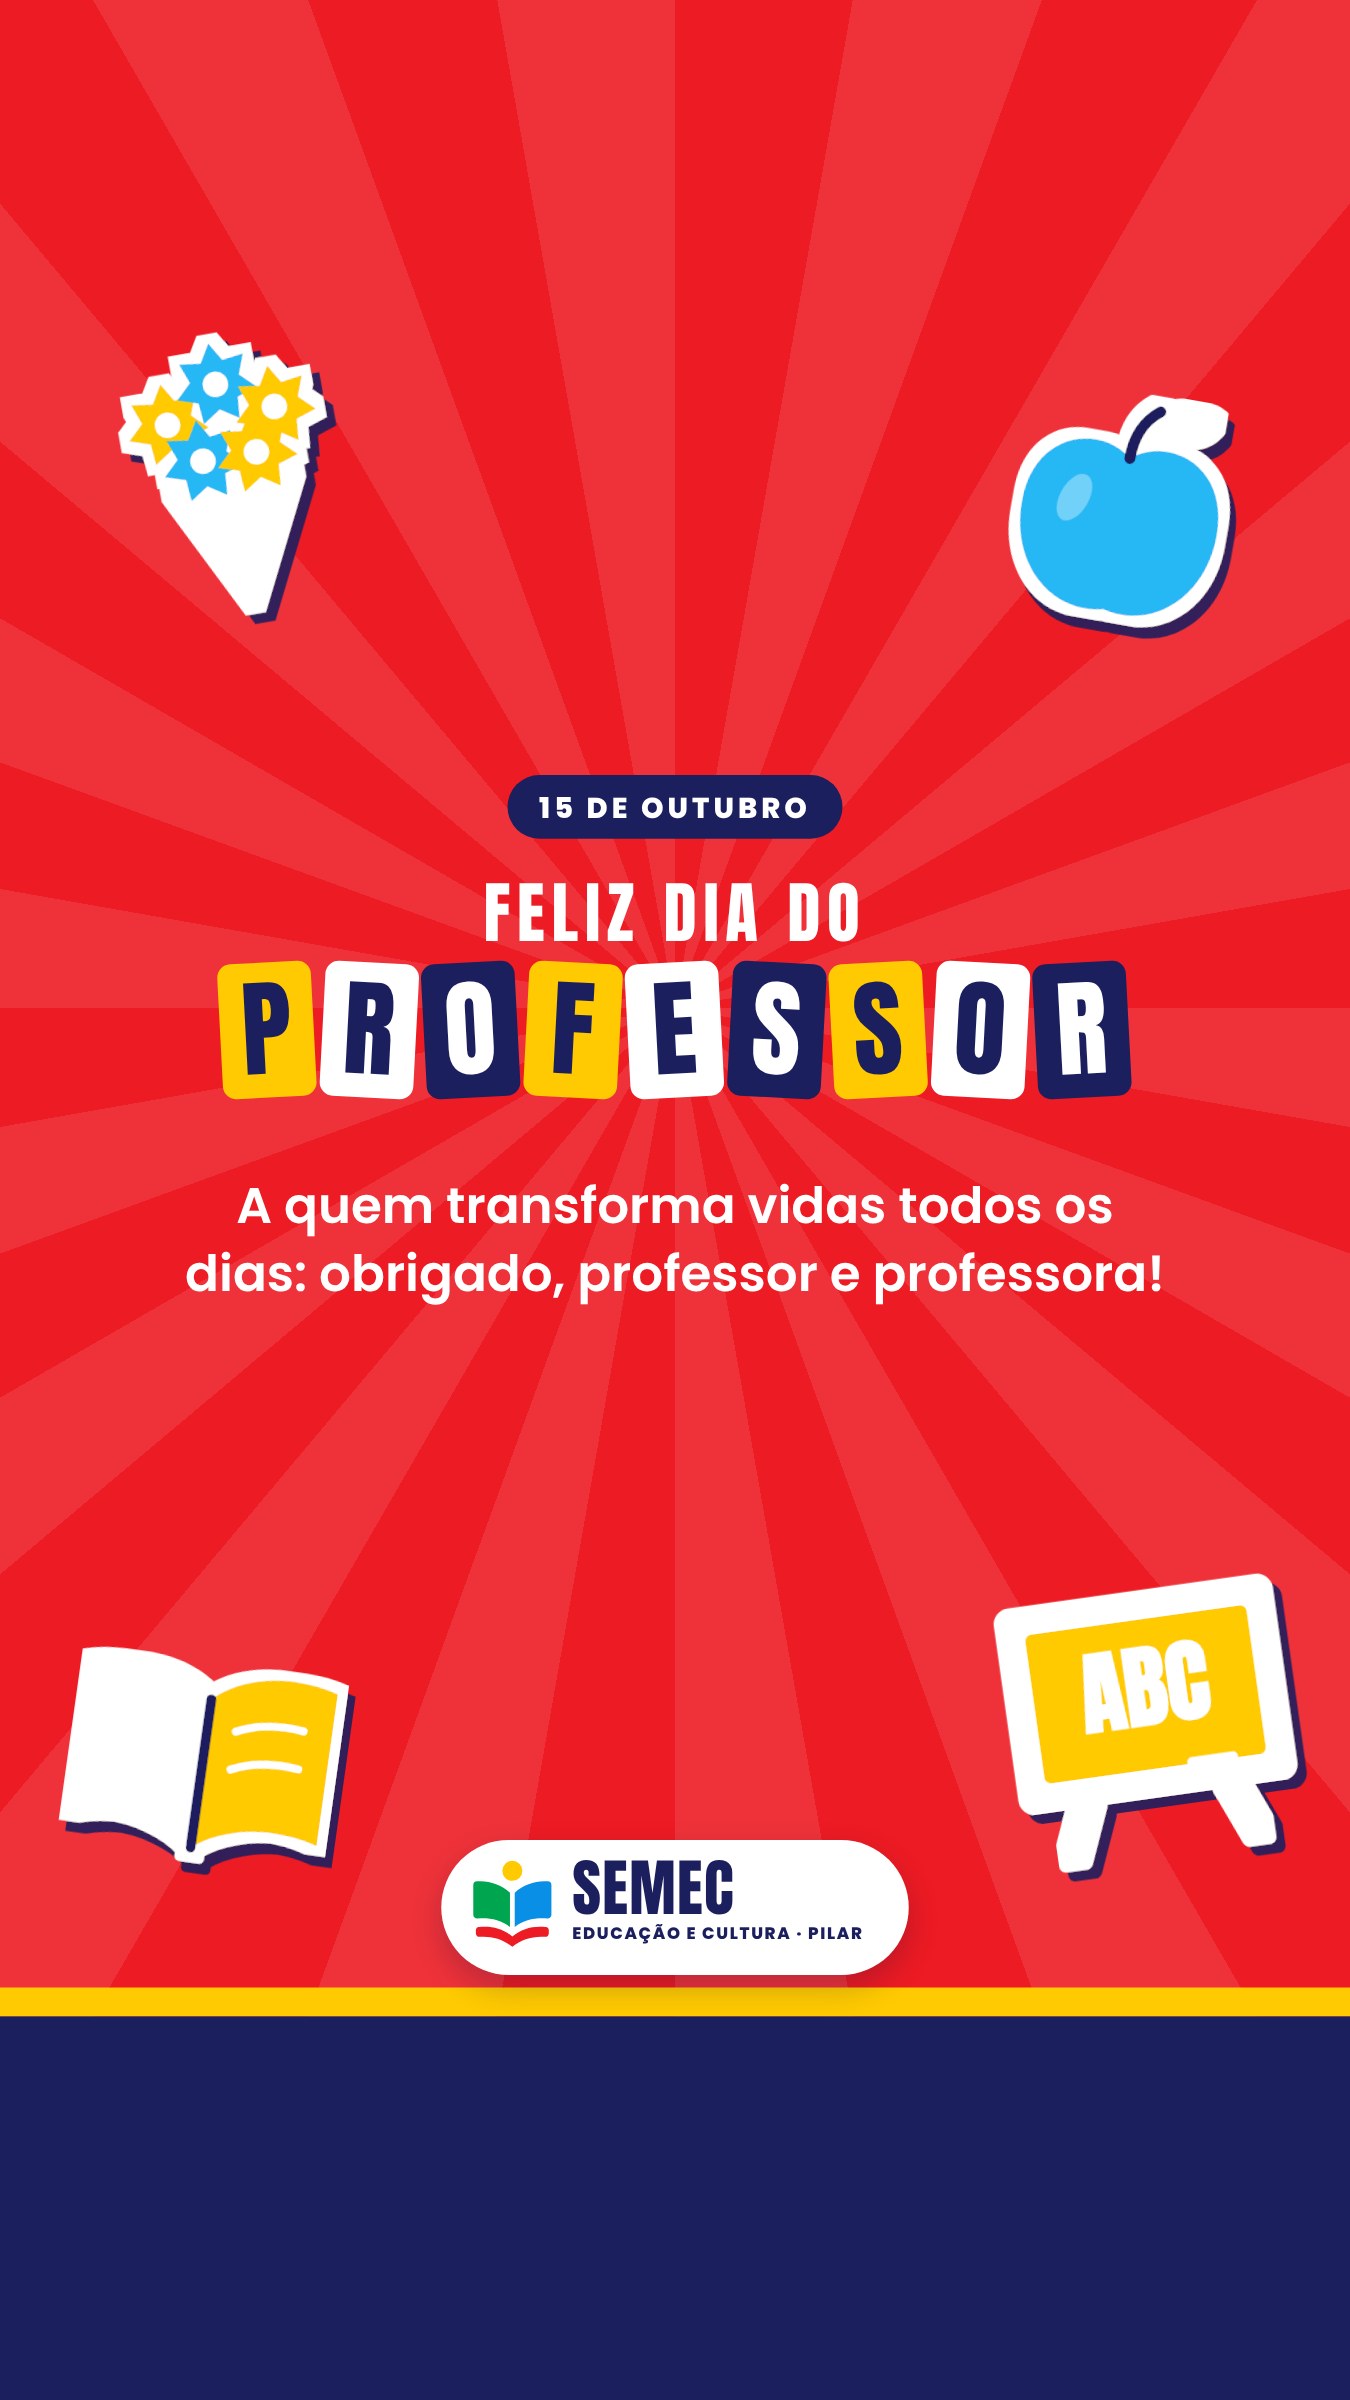 15 DE OUTUBRO
FELIZ DIA DO
PROFESSOR
A quem transforma vidas todos os
dias: obrigado, professor e professora!
ABC
SEMEC
EDUCAÇÃO E CULTURA · PILAR